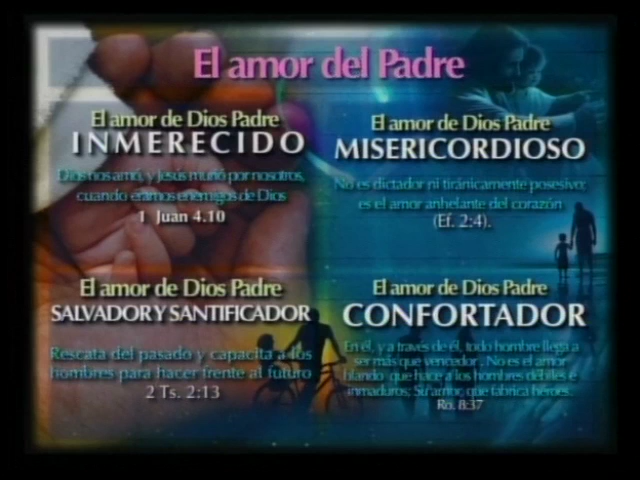 El amor del Padre
El amor de Dios Padre
INMERECIDO
Dios nos amó, y Jesús murió por nosotros,
cuando eramos enemigos de Dios
1 Juan 4.10
El amor de Dios Padre
MISERICORDIOSO
No es dictador ni tiránicamente posesivo;
es el amor anhelante del corazón
(Ef. 2:4).
El amor de Dios Padre
SALVADOR Y SANTIFICADOR
Rescata del pasado y capacita a los
hombres para hacer frente al futuro
2 Ts. 2:13
El amor de Dios Padre
CONFORTADOR
En él, y a través de él, todo hombre llega a
ser más que vencedor . No es el amor
blando que hace a los hombres débiles e
inmaduros; Su amor, que fabrica héroes.
Ro. 8:37